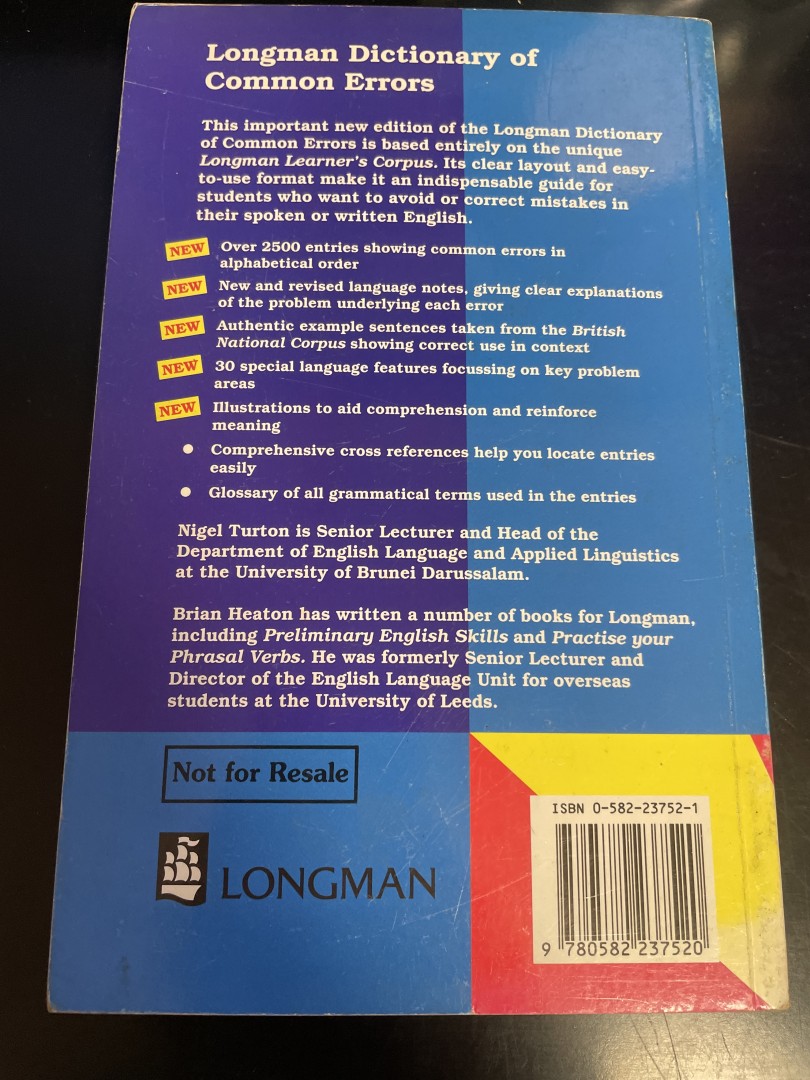 Longman Dictionary of
Common Errors
This important new edition of the Longman Dictionary
of Common Errors is based entirely on the unique
Longman Learner's Corpus. Its clear layout and easy-
to-use format make it an indispensable guide for
students who want to avoid or correct mistakes in
their spoken or written English.
NEW Over 2500 entries showing common errors in
alphabetical order
NEW New and revised language notes, giving clear explanations
of the problem underlying each error
NEW Authentic example sentences taken from the British
National Corpus showing correct use in context
NEW 30 special language features focussing on key problem
areas
NEW Illustrations to aid comprehension and reinforce
meaning
● Comprehensive cross references help you locate entries
easily
● Glossary of all grammatical terms used in the entries
Nigel Turton is Senior Lecturer and Head of the
Department of English Language and Applied Linguistics
at the University of Brunei Darussalam.
Brian Heaton has written a number of books for Longman,
including Preliminary English Skills and Practise your
Phrasal Verbs. He was formerly Senior Lecturer and
Director of the English Language Unit for overseas
students at the University of Leeds.
Not for Resale
LONGMAN
ISBN 0-582-23752-1
9 780582 237520